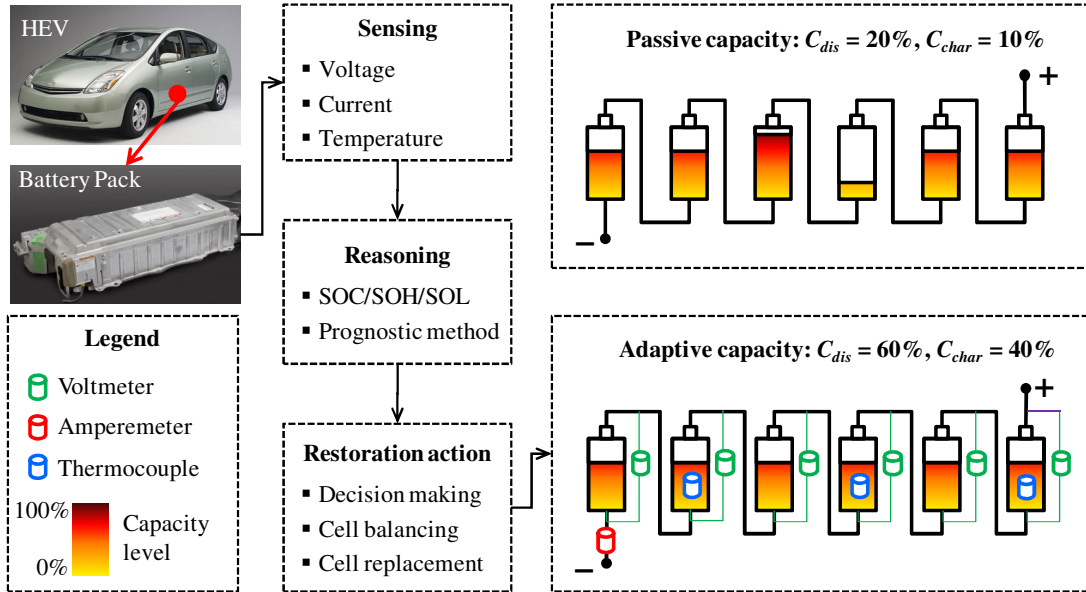 HEV
Battery Pack
Legend
Voltmeter
Amperemeter
Thermocouple
100%
0%
Capacity
level
Sensing
▪ Voltage
▪ Current
▪ Temperature
Reasoning
▪ SOC/SOH/SOL
▪ Prognostic method
Restoration action
▪ Decision making
▪ Cell balancing
▪ Cell replacement
Passive capacity: C_dis = 20%, C_char = 10%
+
−
Adaptive capacity: C_dis = 60%, C_char = 40%
+
−